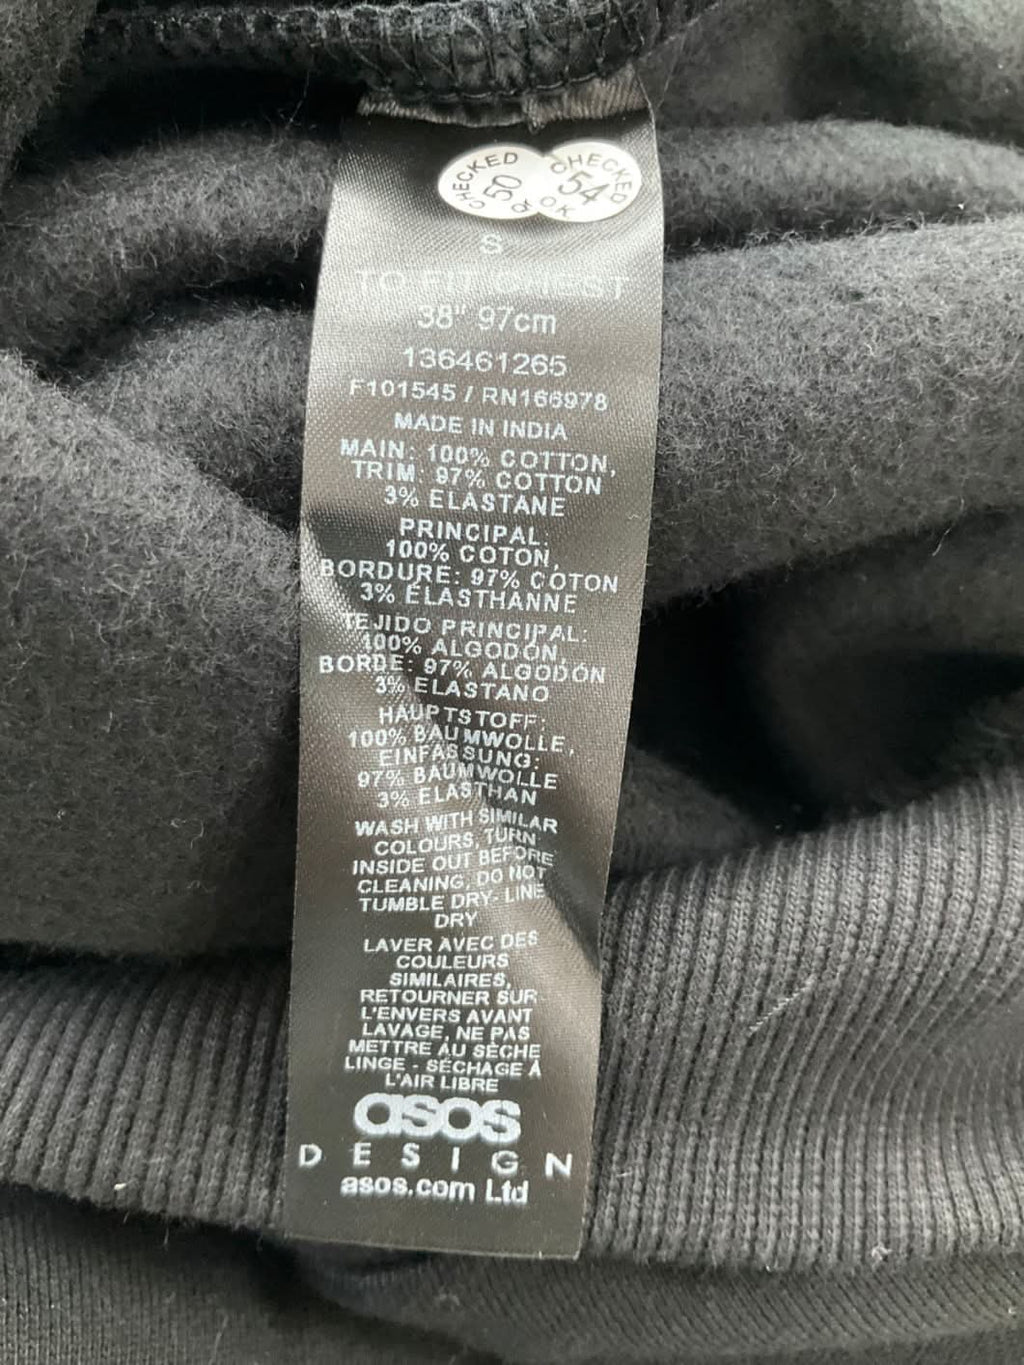 CHECKED 50 OK
CHECKED 54 OK
S
TO FIT CHEST
38" 97cm
136461265
F101545 / RN166978
MADE IN INDIA
MAIN: 100% COTTON,
TRIM: 97% COTTON
3% ELASTANE
PRINCIPAL:
100% COTON,
BORDURE: 97% COTON
3% ÉLASTHANNE
TEJIDO PRINCIPAL:
100% ALGODÓN,
BORDE: 97% ALGODÓN
3% ELASTANO
HAUPTSTOFF:
100% BAUMWOLLE,
EINFASSUNG:
97% BAUMWOLLE
3% ELASTHAN
WASH WITH SIMILAR
COLOURS, TURN
INSIDE OUT BEFORE
CLEANING, DO NOT
TUMBLE DRY- LINE
DRY
LAVER AVEC DES
COULEURS
SIMILAIRES,
RETOURNER SUR
L'ENVERS AVANT
LAVAGE, NE PAS
METTRE AU SÈCHE
LINGE - SÉCHAGE À
L'AIR LIBRE
asos
DESIGN
asos.com Ltd